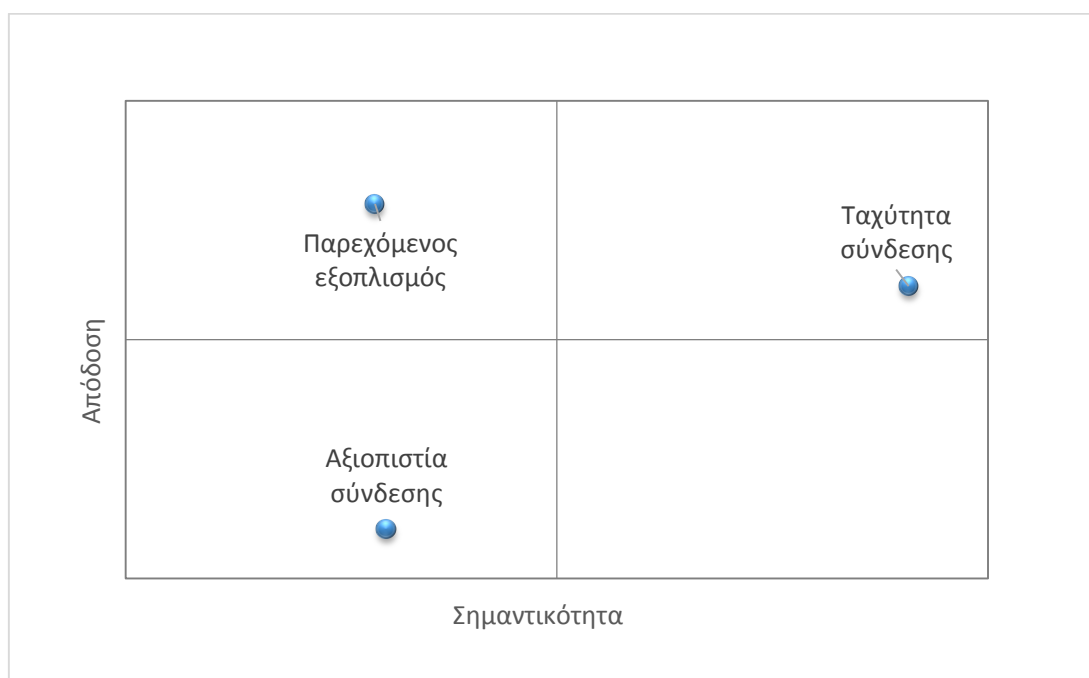 Ταχύτητα
σύνδεσης
Παρεχόμενος
εξοπλισμός
Απόδοση
Αξιοπιστία
σύνδεσης
Σημαντικότητα